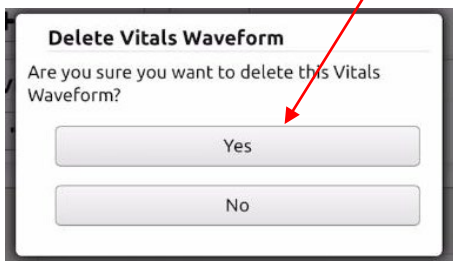 Delete Vitals Waveform
Are you sure you want to delete this Vitals
Waveform?
Yes
No